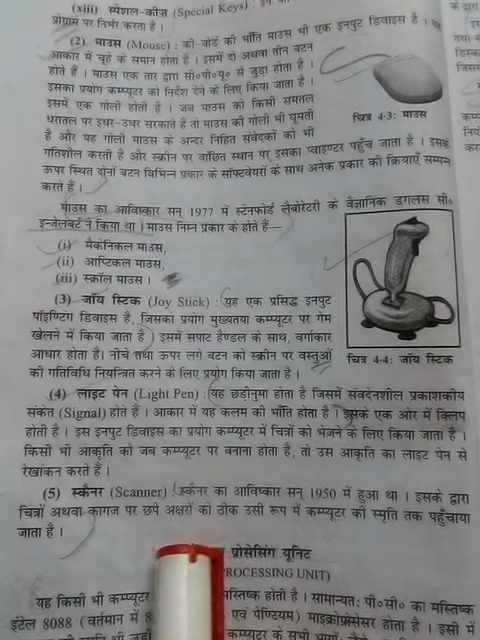 (xiii) स्पेशल-कीज (Special Keys) : इन
प्रोग्राम पर निर्भर करता है ।
(2) माउस (Mouse) : की-बोर्ड की भाँति माउस भी एक इनपुट डिवाइस है ।
आकार में चूहे के समान होता है । इसमें दो अथवा तीन बटन
होते हैं । माउस एक तार द्वारा सी०पी०यू० से जुड़ा होता है ।
इसका प्रयोग कम्प्यूटर को निर्देश देने के लिए किया जाता है ।
इसमें एक गोली होती है । जब माउस को किसी समतल
धरातल पर इधर-उधर सरकाते हैं तो माउस की गोली भी घूमती
है और यह गोली माउस के अन्दर निहित संवेदकों को भी
गतिशील करती है और स्क्रीन पर वांछित स्थान पर इसका प्वाइण्टर पहुँच जाता है । इसके
ऊपर स्थित दोनों बटन विभिन्न प्रकार के सॉफ्टवेयरों के साथ अनेक प्रकार की क्रियाएँ सम्पन्न
करते हैं ।
चित्र 4·3: माउस
माउस का आविष्कार सन् 1977 में स्टेनफोर्ड लैबोरेटरी के वैज्ञानिक डगलस सी०
इन्जेलबर्ट ने किया था । माउस निम्न प्रकार के होते हैं—
(i) मैकेनिकल माउस,
(ii) आप्टिकल माउस,
(iii) स्क्रॉल माउस ।
(3) जॉय स्टिक (Joy Stick) : यह एक प्रसिद्ध इनपुट
पॉइण्टिंग डिवाइस है, जिसका प्रयोग मुख्यतया कम्प्यूटर पर गेम
खेलने में किया जाता है । इसमें सपाट हैण्डल के साथ, वर्गाकार
आधार होता है। नीचे तथा ऊपर लगे बटन को स्क्रीन पर वस्तुओं
की गतिविधि नियन्त्रित करने के लिए प्रयोग किया जाता है ।
चित्र 4·4: जॉय स्टिक
(4) लाइट पेन (Light Pen) : यह छड़ीनुमा होता है जिसमें संवेदनशील प्रकाशकीय
संकेत (Signal) होते हैं । आकार में यह कलम की भाँति होता है । इसके एक ओर में क्लिप
होती है । इस इनपुट डिवाइस का प्रयोग कम्प्यूटर में चित्रों को भेजने के लिए किया जाता है ।
किसी भी आकृति को जब कम्प्यूटर पर बनाना होता है, तो उस आकृति का लाइट पेन से
रेखांकन करते हैं ।
(5) स्कैनर (Scanner) : स्कैनर का आविष्कार सन् 1950 में हुआ था । इसके द्वारा
चित्रों अथवा कागज पर छपे अक्षरों को ठीक उसी रूप में कम्प्यूटर की स्मृति तक पहुँचाया
जाता है ।
प्रोसेसिंग यूनिट
PROCESSING UNIT)
यह किसी भी कम्प्यूटर मस्तिष्क होती है । सामान्यतः पी०सी० का मस्तिष्क
इंटेल 8088 (वर्तमान में 8 एवं पेण्टियम) माइक्रोप्रोसेसर होता है । इसी में
कम्प्यूटर के सभी